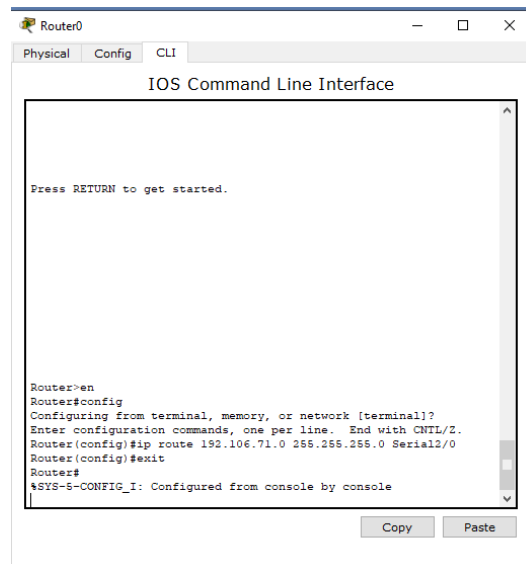 Router0
Physical Config CLI
IOS Command Line Interface
Press RETURN to get started.
Router>en
Router#config
Configuring from terminal, memory, or network [terminal]?
Enter configuration commands, one per line.  End with CNTL/Z.
Router(config)#ip route 192.106.71.0 255.255.255.0 Serial2/0
Router(config)#exit
Router#
%SYS-5-CONFIG_I: Configured from console by console
Copy Paste